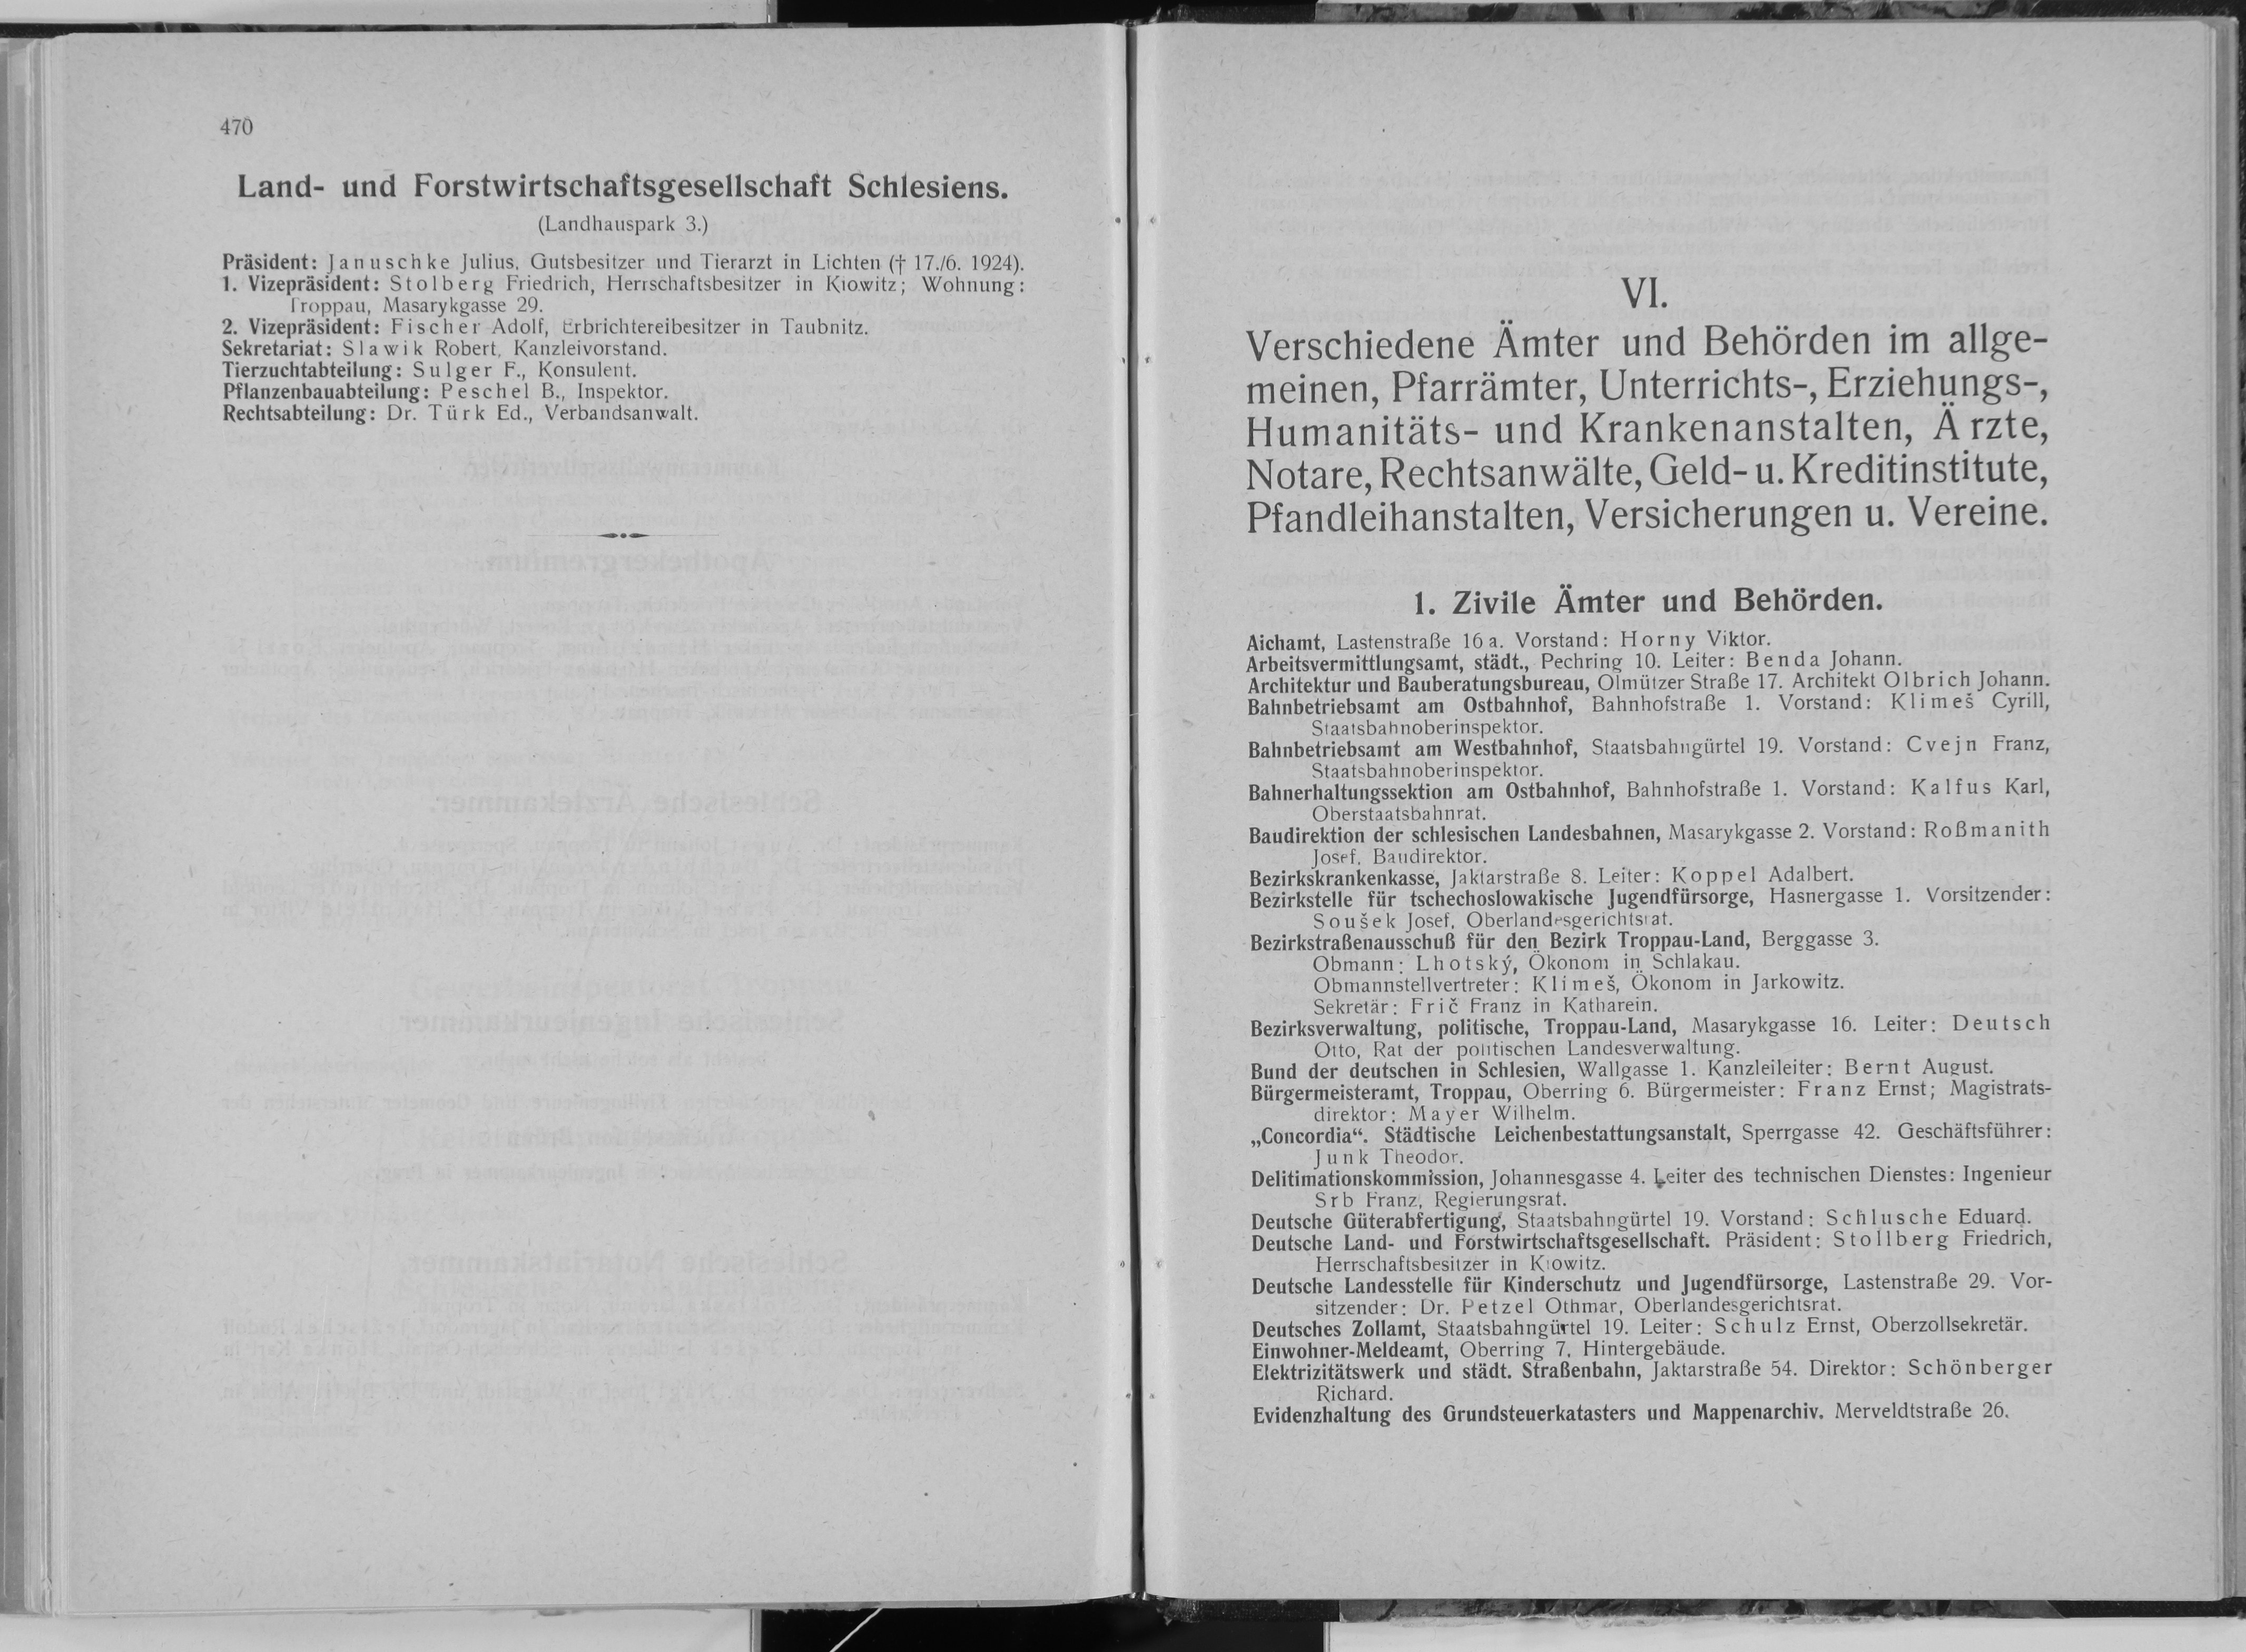 470
Land- und Forstwirtschaftsgesellschaft Schlesiens.
(Landhauspark 3.)
Präsident: Januschke Julius, Gutsbesitzer und Tierarzt in Lichten († 17./6. 1924).
1. Vizepräsident: Stolberg Friedrich, Herrschaftsbesitzer in Kiowitz; Wohnung:
Troppau, Masarykgasse 29.
2. Vizepräsident: Fischer Adolf, Erbrichtereibesitzer in Taubnitz.
Sekretariat: Slawik Robert, Kanzleivorstand.
Tierzuchtabteilung: Sulger F., Konsulent.
Pflanzenbauabteilung: Peschel B., Inspektor.
Rechtsabteilung: Dr. Türk Ed., Verbandsanwalt.
VI.
Verschiedene Ämter und Behörden im allge-
meinen, Pfarrämter, Unterrichts-, Erziehungs-,
Humanitäts- und Krankenanstalten, Ärzte,
Notare, Rechtsanwälte, Geld- u. Kreditinstitute,
Pfandleihanstalten, Versicherungen u. Vereine.
1. Zivile Ämter und Behörden.
Aichamt, Lastenstraße 16 a. Vorstand: Horny Viktor.
Arbeitsvermittlungsamt, städt., Pechring 10. Leiter: Benda Johann.
Architektur und Bauberatungsbureau, Olmützer Straße 17. Architekt Olbrich Johann.
Bahnbetriebsamt am Ostbahnhof, Bahnhofstraße 1. Vorstand: Klimeš Cyrill,
Staatsbahnoberinspektor.
Bahnbetriebsamt am Westbahnhof, Staatsbahngürtel 19. Vorstand: Cvejn Franz,
Staatsbahnoberinspektor.
Bahnerhaltungssektion am Ostbahnhof, Bahnhofstraße 1. Vorstand: Kalfus Karl,
Oberstaatsbahnrat.
Baudirektion der schlesischen Landesbahnen, Masarykgasse 2. Vorstand: Roßmanith
Josef, Baudirektor.
Bezirkskrankenkasse, Jaktarstraße 8. Leiter: Koppel Adalbert.
Bezirkstelle für tschechoslowakische Jugendfürsorge, Hasnergasse 1. Vorsitzender:
Soušek Josef, Oberlandesgerichtsrat.
Bezirkstraßenausschuß für den Bezirk Troppau-Land, Berggasse 3.
Obmann: Lhotský, Ökonom in Schlakau.
Obmannstellvertreter: Klimeš, Ökonom in Jarkowitz.
Sekretär: Frič Franz in Katharein.
Bezirksverwaltung, politische, Troppau-Land, Masarykgasse 16. Leiter: Deutsch
Otto, Rat der politischen Landesverwaltung.
Bund der deutschen in Schlesien, Wallgasse 1. Kanzleileiter: Bernt August.
Bürgermeisteramt, Troppau, Oberring 6. Bürgermeister: Franz Ernst; Magistrats-
direktor: Mayer Wilhelm.
„Concordia“. Städtische Leichenbestattungsanstalt, Sperrgasse 42. Geschäftsführer:
Junk Theodor.
Delitimationskommission, Johannesgasse 4. Leiter des technischen Dienstes: Ingenieur
Srb Franz, Regierungsrat.
Deutsche Güterabfertigung, Staatsbahngürtel 19. Vorstand: Schlusche Eduard.
Deutsche Land- und Forstwirtschaftsgesellschaft. Präsident: Stollberg Friedrich,
Herrschaftsbesitzer in Kiowitz.
Deutsche Landesstelle für Kinderschutz und Jugendfürsorge, Lastenstraße 29. Vor-
sitzender: Dr. Petzel Othmar, Oberlandesgerichtsrat.
Deutsches Zollamt, Staatsbahngürtel 19. Leiter: Schulz Ernst, Oberzollsekretär.
Einwohner-Meldeamt, Oberring 7, Hintergebäude.
Elektrizitätswerk und städt. Straßenbahn, Jaktarstraße 54. Direktor: Schönberger
Richard.
Evidenzhaltung des Grundsteuerkatasters und Mappenarchiv. Merveldtstraße 26.